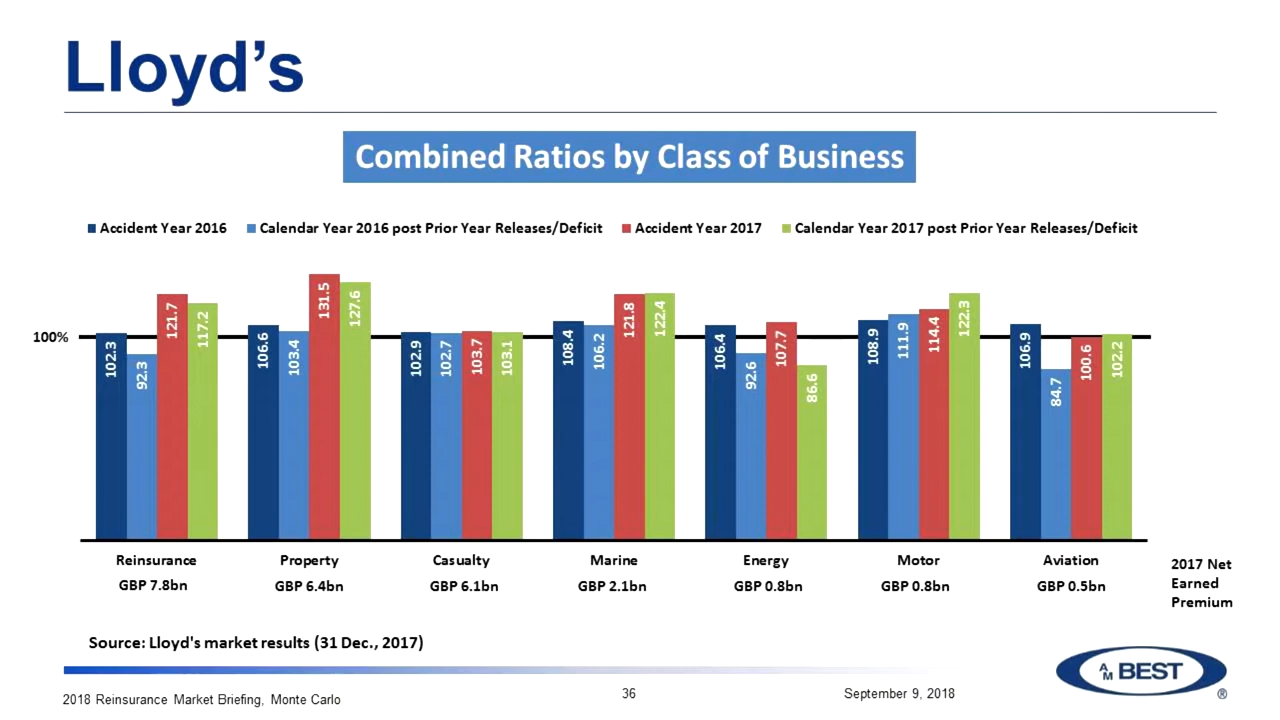 Lloyd's
Combined Ratios by Class of Business
Accident Year 2016 Calendar Year 2016 post Prior Year Releases/Deficit Accident Year 2017 Calendar Year 2017 post Prior Year Releases/Deficit
100%
102.3 92.3 121.7 117.2 106.6 103.4 131.5 127.6 102.9 102.7 103.7 103.1 108.4 106.2 121.8 122.4 106.4 92.6 107.7 86.6 108.9 111.9 114.4 122.3 106.9 84.7 100.6 102.2
Reinsurance Property Casualty Marine Energy Motor Aviation
GBP 7.8bn GBP 6.4bn GBP 6.1bn GBP 2.1bn GBP 0.8bn GBP 0.8bn GBP 0.5bn
2017 Net
Earned
Premium
Source: Lloyd's market results (31 Dec., 2017)
AM BEST ®
2018 Reinsurance Market Briefing, Monte Carlo 36 September 9, 2018